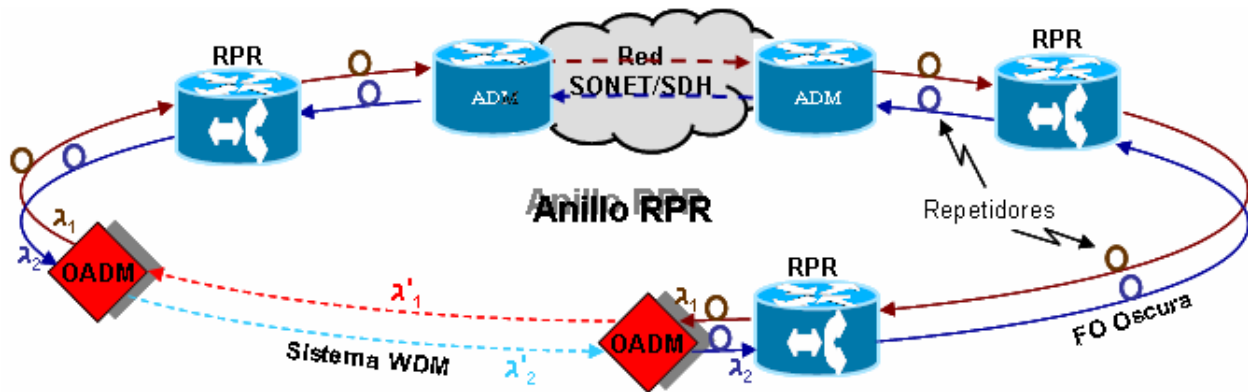 RPR
Red
SONET/SDH
RPR
ADM
ADM
Anillo RPR
Repetidores
λ1
λ2
OADM
RPR
λ'1
λ1
FO Oscura
OADM
Sistema WDM
λ'2
λ2